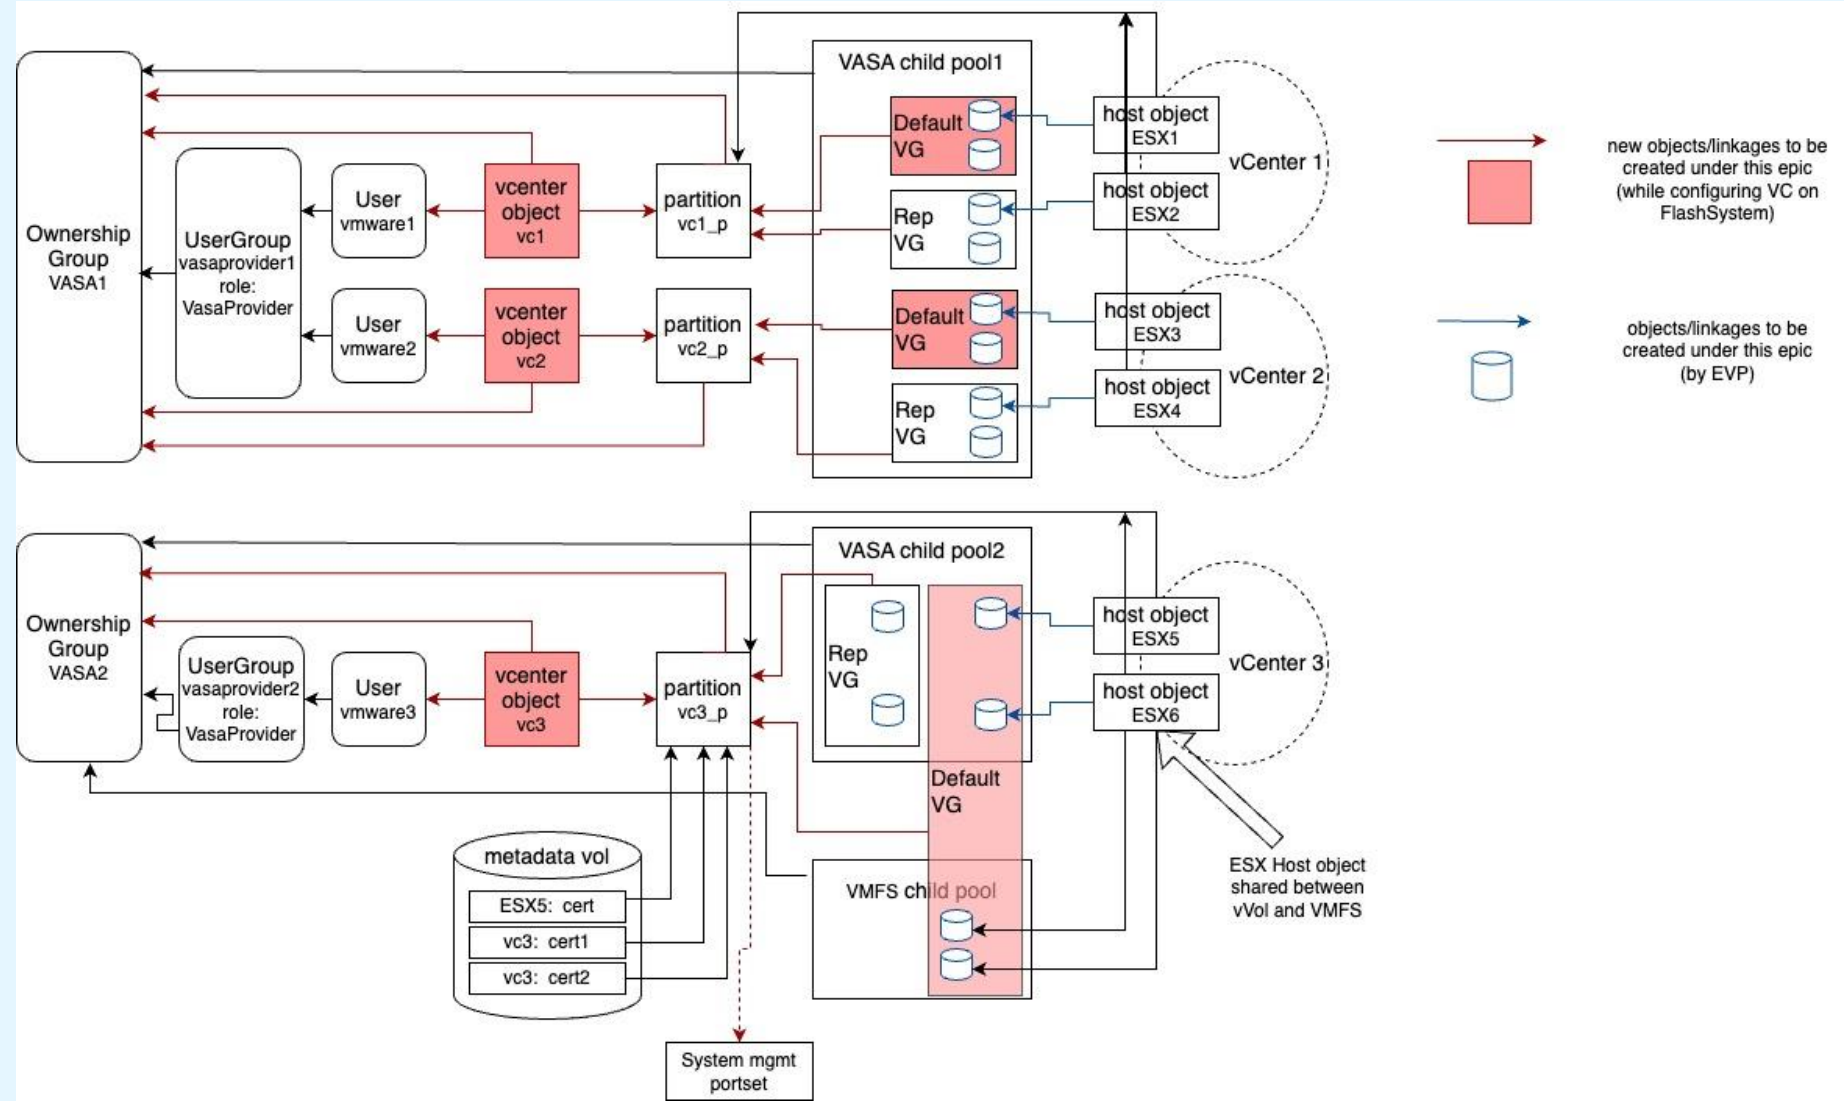 VASA child pool1
Default
VG
Rep
VG
Default
VG
Rep
VG
host object
ESX1
host object
ESX2
host object
ESX3
host object
ESX4
vCenter 1
vCenter 2
Ownership
Group
VASA1
UserGroup
vasaprovider1
role:
VasaProvider
User
vmware1
User
vmware2
vcenter
object
vc1
vcenter
object
vc2
partition
vc1_p
partition
vc2_p
new objects/linkages to be
created under this epic
(while configuring VC on
FlashSystem)
objects/linkages to be
created under this epic
(by EVP)
VASA child pool2
Rep
VG
Default
VG
VMFS child pool
host object
ESX5
host object
ESX6
vCenter 3
Ownership
Group
VASA2
UserGroup
vasaprovider2
role:
VasaProvider
User
vmware3
vcenter
object
vc3
partition
vc3_p
metadata vol
ESX5: cert
vc3: cert1
vc3: cert2
System mgmt
portset
ESX Host object
shared between
vVol and VMFS